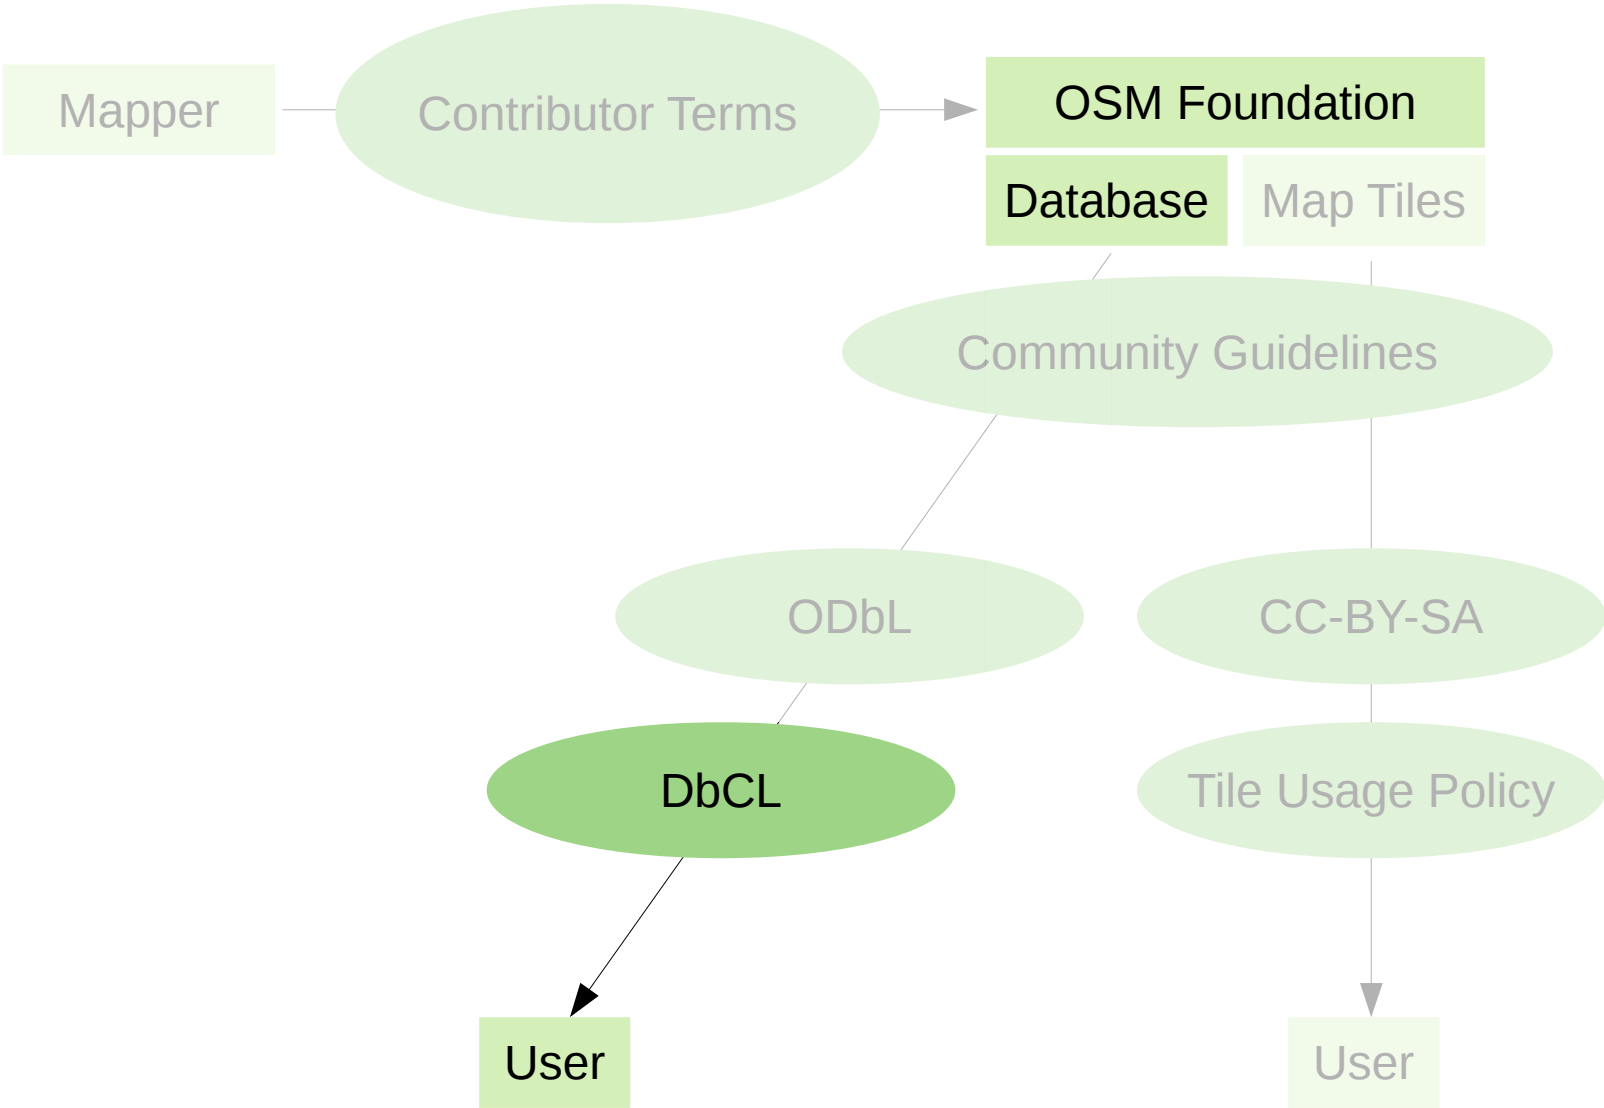 Mapper
Contributor Terms
OSM Foundation
Database
Map Tiles
Community Guidelines
ODbL
CC-BY-SA
DbCL
Tile Usage Policy
User
User